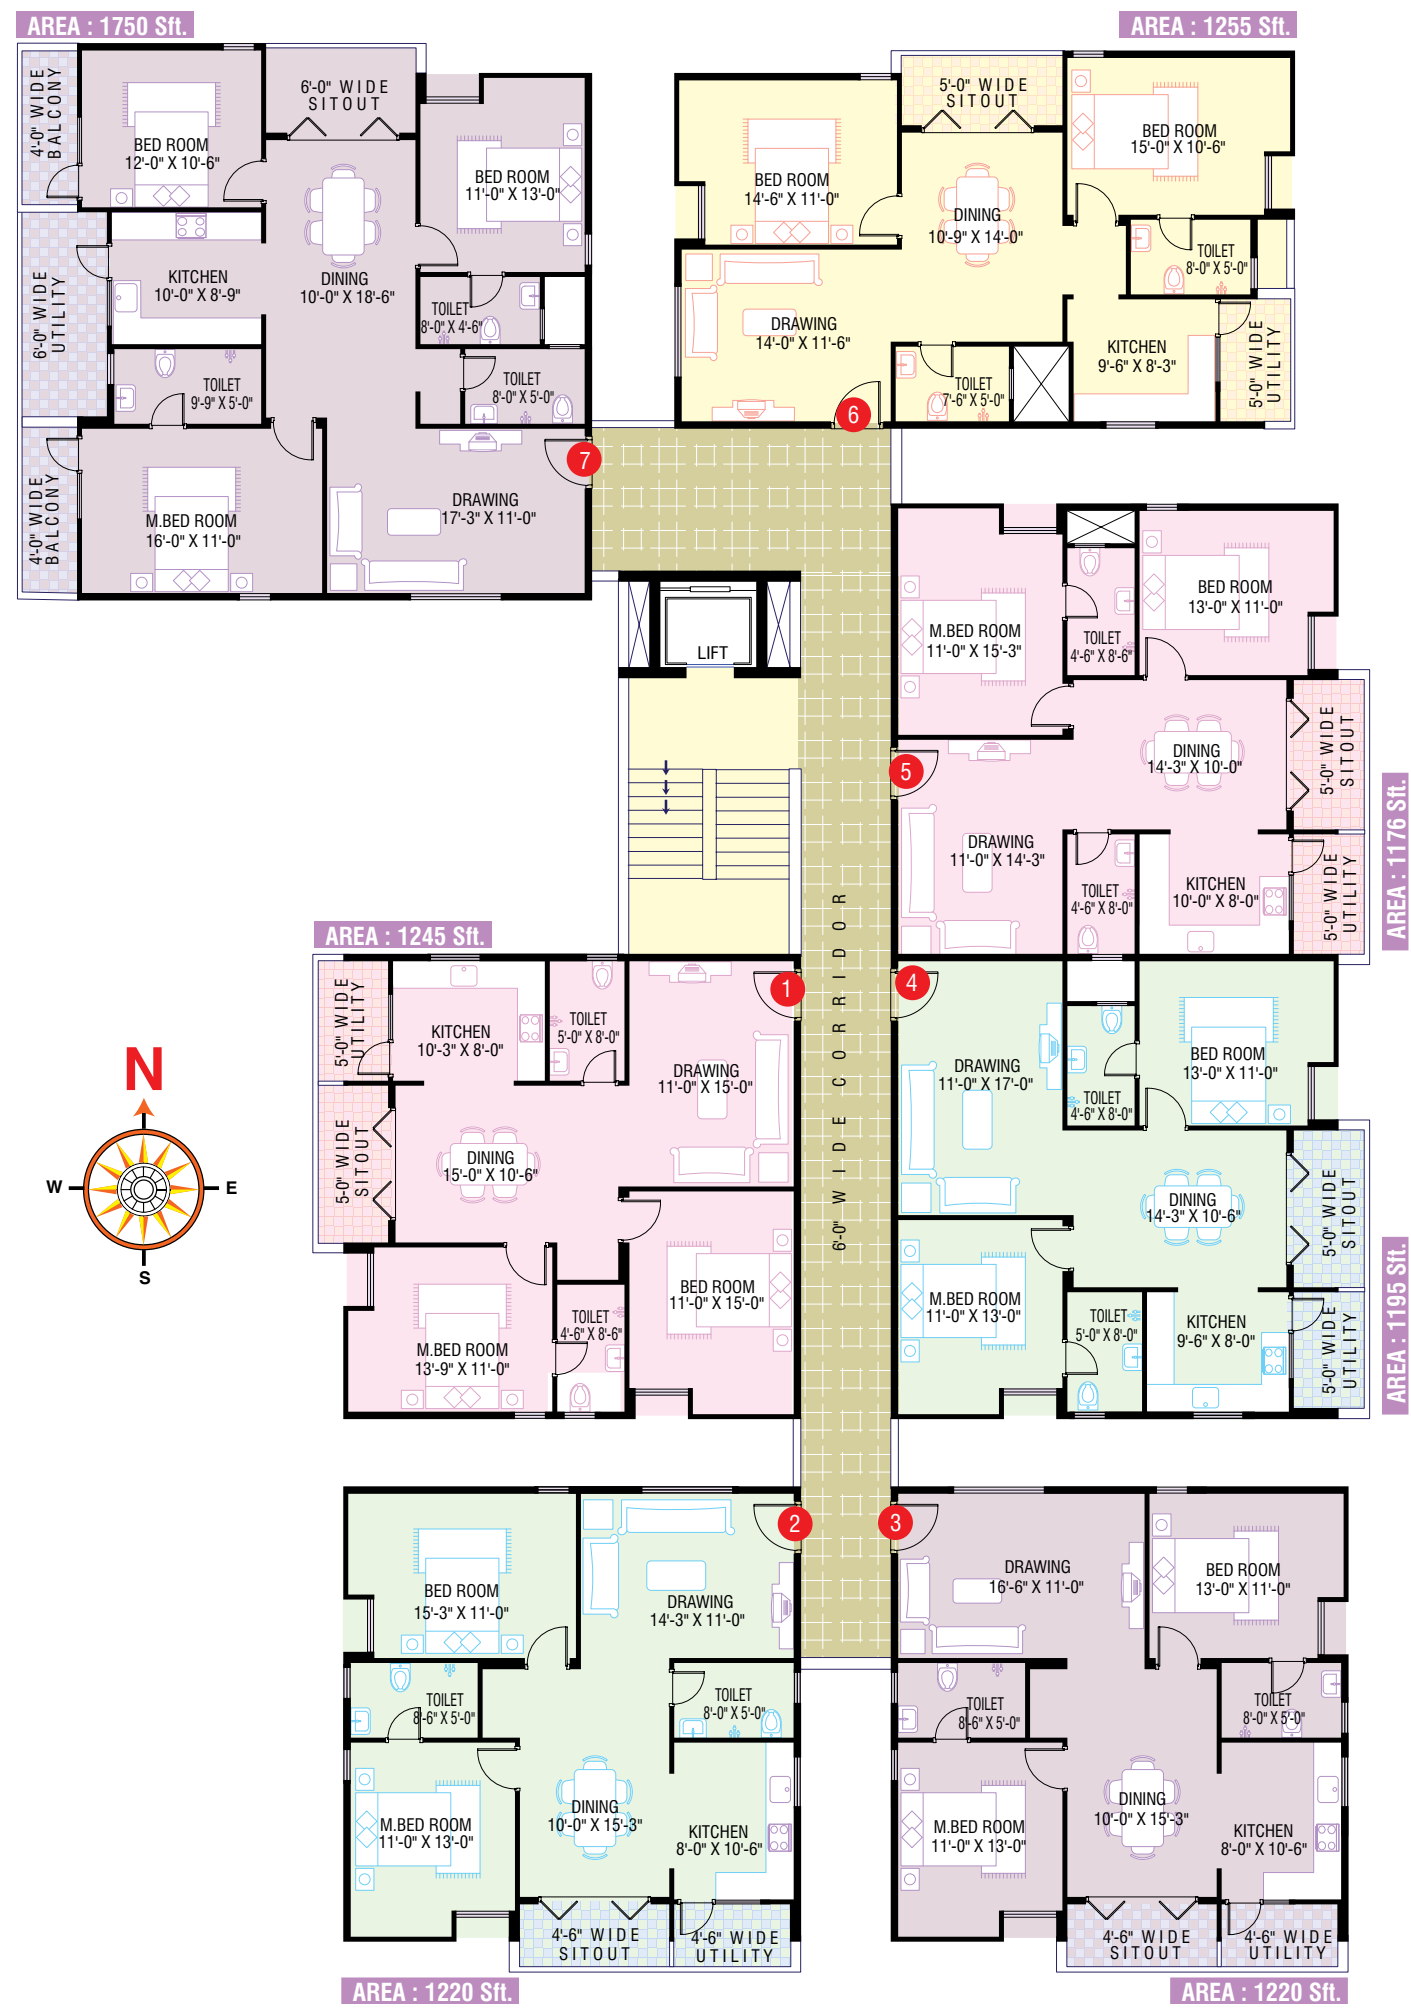 AREA : 1750 Sft.
AREA : 1255 Sft.
4'-0" WIDE
BALCONY
BED ROOM
12'-0" X 10'-6"
6'-0" WIDE
SITOUT
BED ROOM
11'-0" X 13'-0"
6'-0" WIDE
UTILITY
KITCHEN
10'-0" X 8'-9"
DINING
10'-0" X 18'-6"
TOILET
8'-0" X 4'-6"
TOILET
9'-9" X 5'-0"
TOILET
8'-0" X 5'-0"
4'-0" WIDE
BALCONY
M.BED ROOM
16'-0" X 11'-0"
DRAWING
17'-3" X 11'-0"
7
5'-0" WIDE
SITOUT
BED ROOM
15'-0" X 10'-6"
BED ROOM
14'-6" X 11'-0"
DINING
10'-9" X 14'-0"
TOILET
8'-0" X 5'-0"
DRAWING
14'-0" X 11'-6"
KITCHEN
9'-6" X 8'-3"
5'-0" WIDE
UTILITY
TOILET
7'-6" X 5'-0"
6
LIFT
M.BED ROOM
11'-0" X 15'-3"
TOILET
4'-6" X 8'-6"
BED ROOM
13'-0" X 11'-0"
DINING
14'-3" X 10'-0"
5'-0" WIDE
SITOUT
5
DRAWING
11'-0" X 14'-3"
TOILET
4'-6" X 8'-0"
KITCHEN
10'-0" X 8'-0"
5'-0" WIDE
UTILITY
AREA : 1176 Sft.
6'-0" WIDE CORRIDOR
AREA : 1245 Sft.
5'-0" WIDE
UTILITY
KITCHEN
10'-3" X 8'-0"
TOILET
5'-0" X 8'-0"
DRAWING
11'-0" X 15'-0"
1
5-0" WIDE
SITOUT
DINING
15'-0" X 10'-6"
M.BED ROOM
13'-9" X 11'-0"
TOILET
4'-6" X 8'-6"
BED ROOM
11'-0" X 15'-0"
N
W
E
S
4
DRAWING
11'-0" X 17'-0"
TOILET
4'-6" X 8'-0"
BED ROOM
13'-0" X 11'-0"
DINING
14'-3" X 10'-6"
5'-0" WIDE
SITOUT
M.BED ROOM
11'-0" X 13'-0"
TOILET
5'-0" X 8'-0"
KITCHEN
9'-6" X 8'-0"
5'-0" WIDE
UTILITY
AREA : 1195 Sft.
2
BED ROOM
15'-3" X 11'-0"
DRAWING
14'-3" X 11'-0"
TOILET
8'-6" X 5'-0"
TOILET
8'-0" X 5'-0"
M.BED ROOM
11'-0" X 13'-0"
DINING
10'-0" X 15'-3"
KITCHEN
8'-0" X 10'-6"
4'-6" WIDE
SITOUT
4'-6" WIDE
UTILITY
3
DRAWING
16'-6" X 11'-0"
BED ROOM
13'-0" X 11'-0"
TOILET
8'-6" X 5'-0"
TOILET
8'-0" X 5'-0"
M.BED ROOM
11'-0" X 13'-0"
DINING
10'-0" X 15'-3"
KITCHEN
8'-0" X 10'-6"
4'-6" WIDE
SITOUT
4'-6" WIDE
UTILITY
AREA : 1220 Sft.
AREA : 1220 Sft.